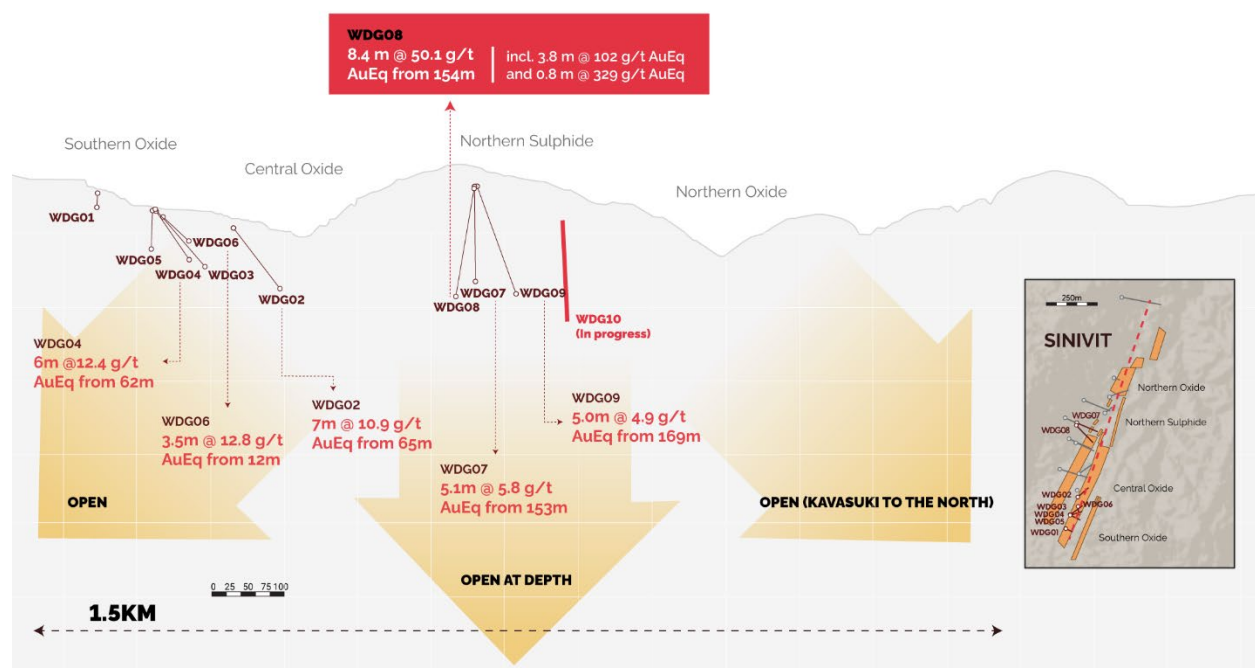 WDG08
8.4 m @ 50.1 g/t
AuEq from 154m
incl. 3.8 m @ 102 g/t AuEq
and 0.8 m @ 329 g/t AuEq
Southern Oxide
Central Oxide
Northern Sulphide
Northern Oxide
WDG01
WDG05
WDG04
WDG03
WDG06
WDG02
WDG08
WDG07
WDG09
WDG10
(In progress)
WDG04
6m @12.4 g/t
AuEq from 62m
WDG06
3.5m @ 12.8 g/t
AuEq from 12m
WDG02
7m @ 10.9 g/t
AuEq from 65m
WDG07
5.1m @ 5.8 g/t
AuEq from 153m
WDG09
5.0m @ 4.9 g/t
AuEq from 169m
OPEN
OPEN AT DEPTH
OPEN (KAVASUKI TO THE NORTH)
0 25 50 75 100
1.5KM
250m
SINIVIT
Northern Oxide
WDG07
Northern Sulphide
WDG08
Central Oxide
WDG02
WDG03
WDG06
WDG04
WDG05
WDG01
Southern Oxide